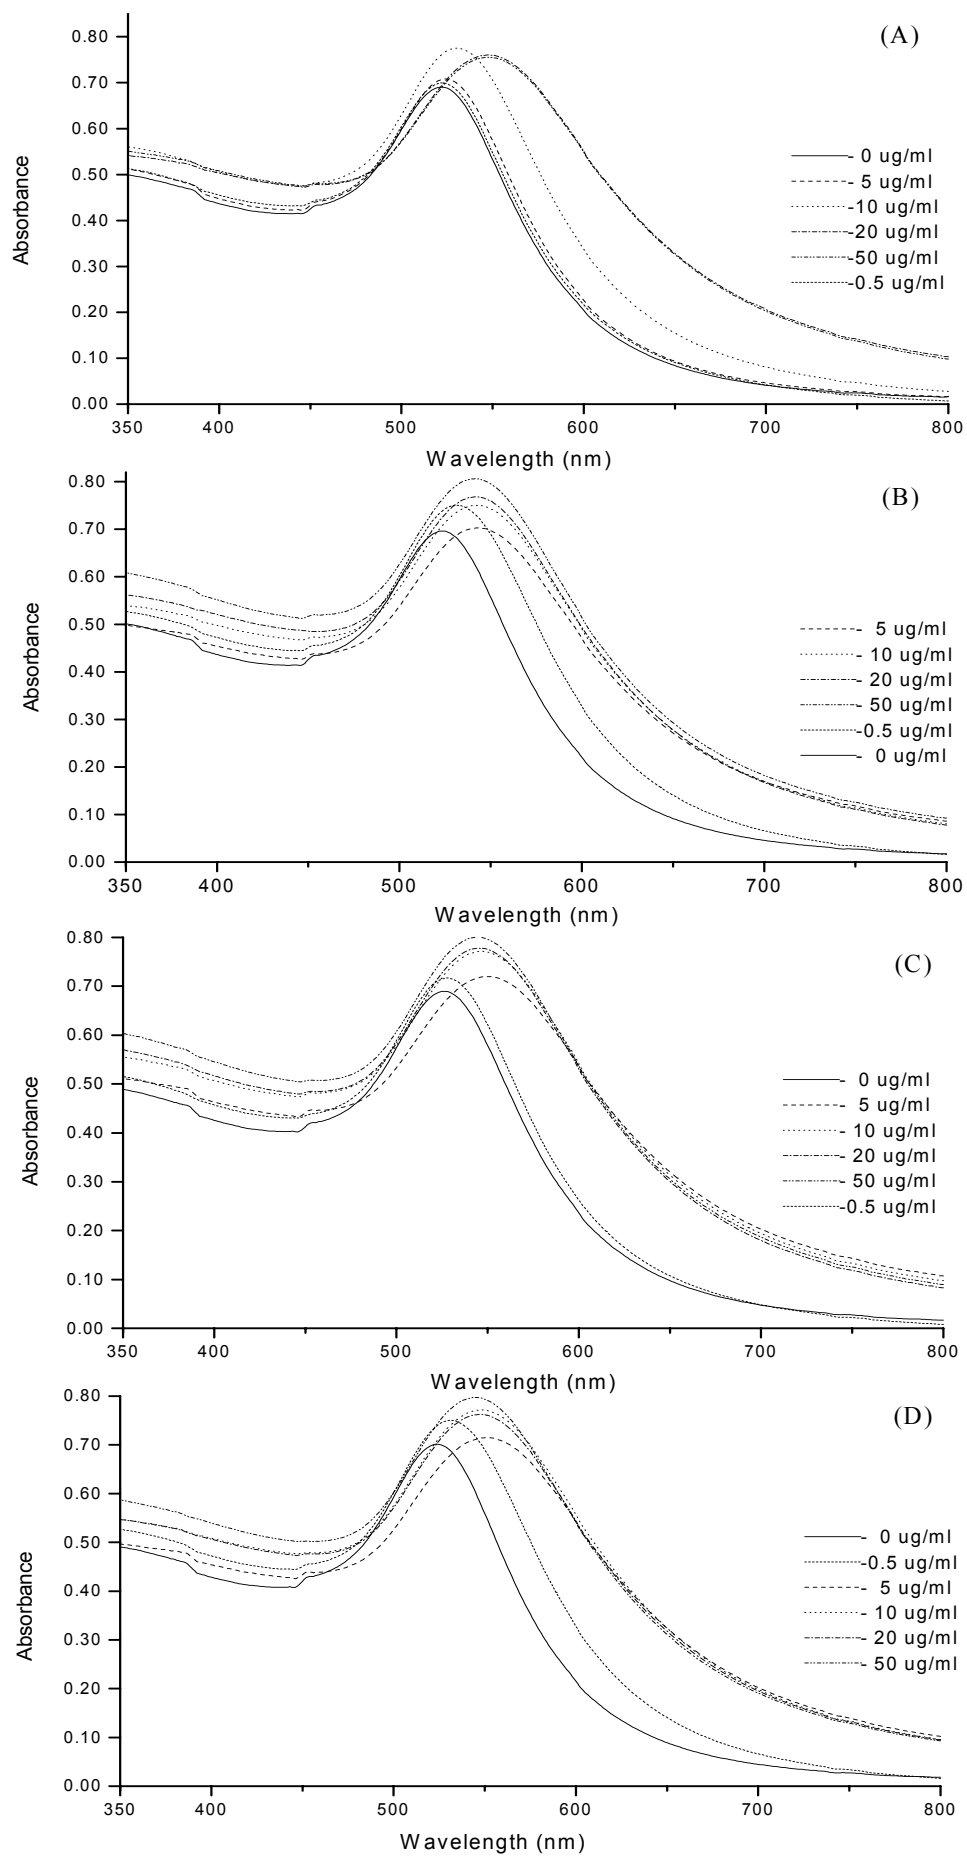 (A)
0.80
0.70
0.60
0.50
0.40
0.30
0.20
0.10
0.00
Absorbance
- 0 ug/ml
- 5 ug/ml
-10 ug/ml
-20 ug/ml
-50 ug/ml
-0.5 ug/ml
350 400 500 600 700 800
Wavelength (nm)
(B)
0.80
0.70
0.60
0.50
0.40
0.30
0.20
0.10
0.00
Absorbance
- 5 ug/ml
- 10 ug/ml
- 20 ug/ml
- 50 ug/ml
-0.5 ug/ml
- 0 ug/ml
350 400 500 600 700 800
Wavelength (nm)
(C)
0.80
0.70
0.60
0.50
0.40
0.30
0.20
0.10
0.00
Absorbance
- 0 ug/ml
- 5 ug/ml
- 10 ug/ml
- 20 ug/ml
- 50 ug/ml
-0.5 ug/ml
350 400 500 600 700 800
Wavelength (nm)
(D)
0.80
0.70
0.60
0.50
0.40
0.30
0.20
0.10
0.00
Absorbance
- 0 ug/ml
-0.5 ug/ml
- 5 ug/ml
- 10 ug/ml
- 20 ug/ml
- 50 ug/ml
350 400 500 600 700 800
Wavelength (nm)